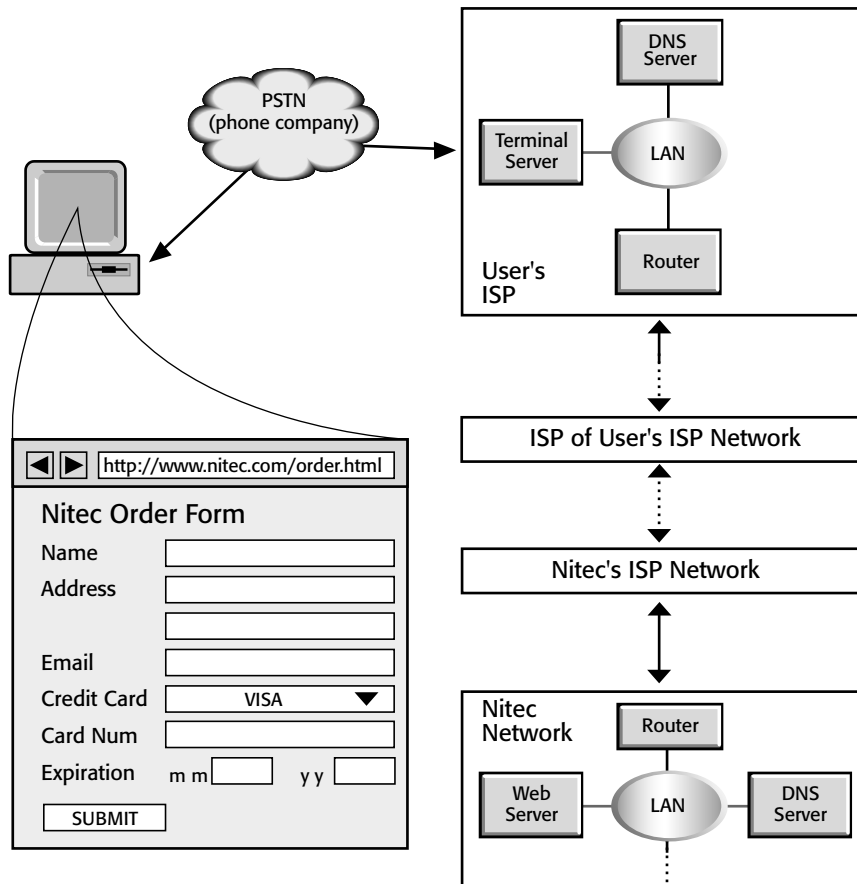 PSTN
(phone company)
DNS
Server
Terminal
Server
LAN
Router
User's
ISP
ISP of User's ISP Network
Nitec's ISP Network
Nitec
Network
Router
Web
Server
LAN
DNS
Server
http://www.nitec.com/order.html
Nitec Order Form
Name
Address
Email
Credit Card VISA
Card Num
Expiration m m y y
SUBMIT